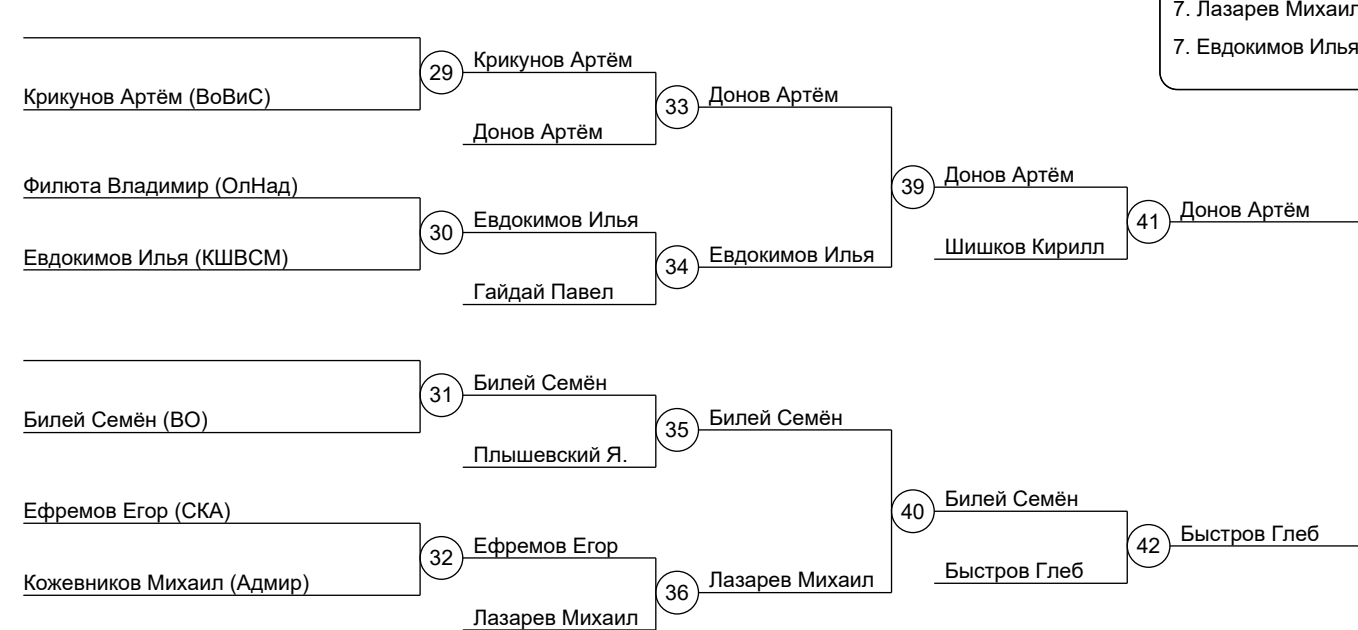 7. Лазарев Михаил
7. Евдокимов Илья
29
Крикунов Артём
Крикунов Артём (ВоВиС)
33
Донов Артём
Донов Артём
Филюта Владимир (ОлНад)
39
Донов Артём
30
Евдокимов Илья
41
Донов Артём
Евдокимов Илья (КШВСМ)
34
Евдокимов Илья
Шишков Кирилл
Гайдай Павел
31
Билей Семён
Билей Семён (ВО)
35
Билей Семён
Плышевский Я.
Ефремов Егор (СКА)
40
Билей Семён
32
Ефремов Егор
42
Быстров Глеб
Кожевников Михаил (Адмир)
36
Лазарев Михаил
Быстров Глеб
Лазарев Михаил